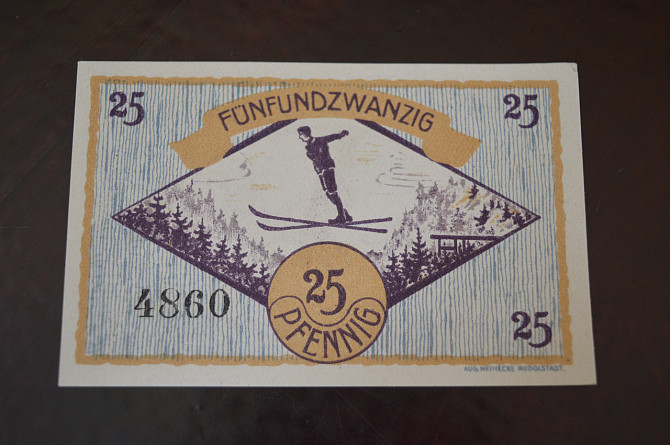 FÜNFUNDZWANZIG
25
25
4860
25
PFENNIG
25
AUG. HEINECKE RUDOLSTADT.